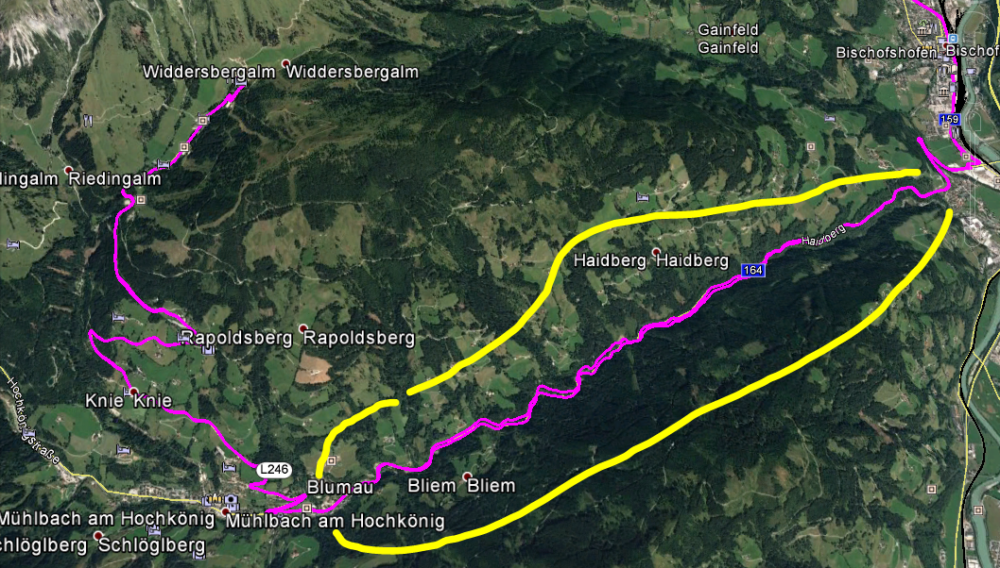 Gainfeld
Gainfeld
Bischofshofen Bischof
Widdersbergalm Widdersbergalm
159
lingalm Riedingalm
Haidberg
Haidberg Haidberg
164
Rapoldsberg Rapoldsberg
Knie Knie
Hochkönigstraße
L246
Blumau
Bliem Bliem
Mühlbach am Hochkönig Mühlbach am Hochkönig
chlöglberg Schlöglberg